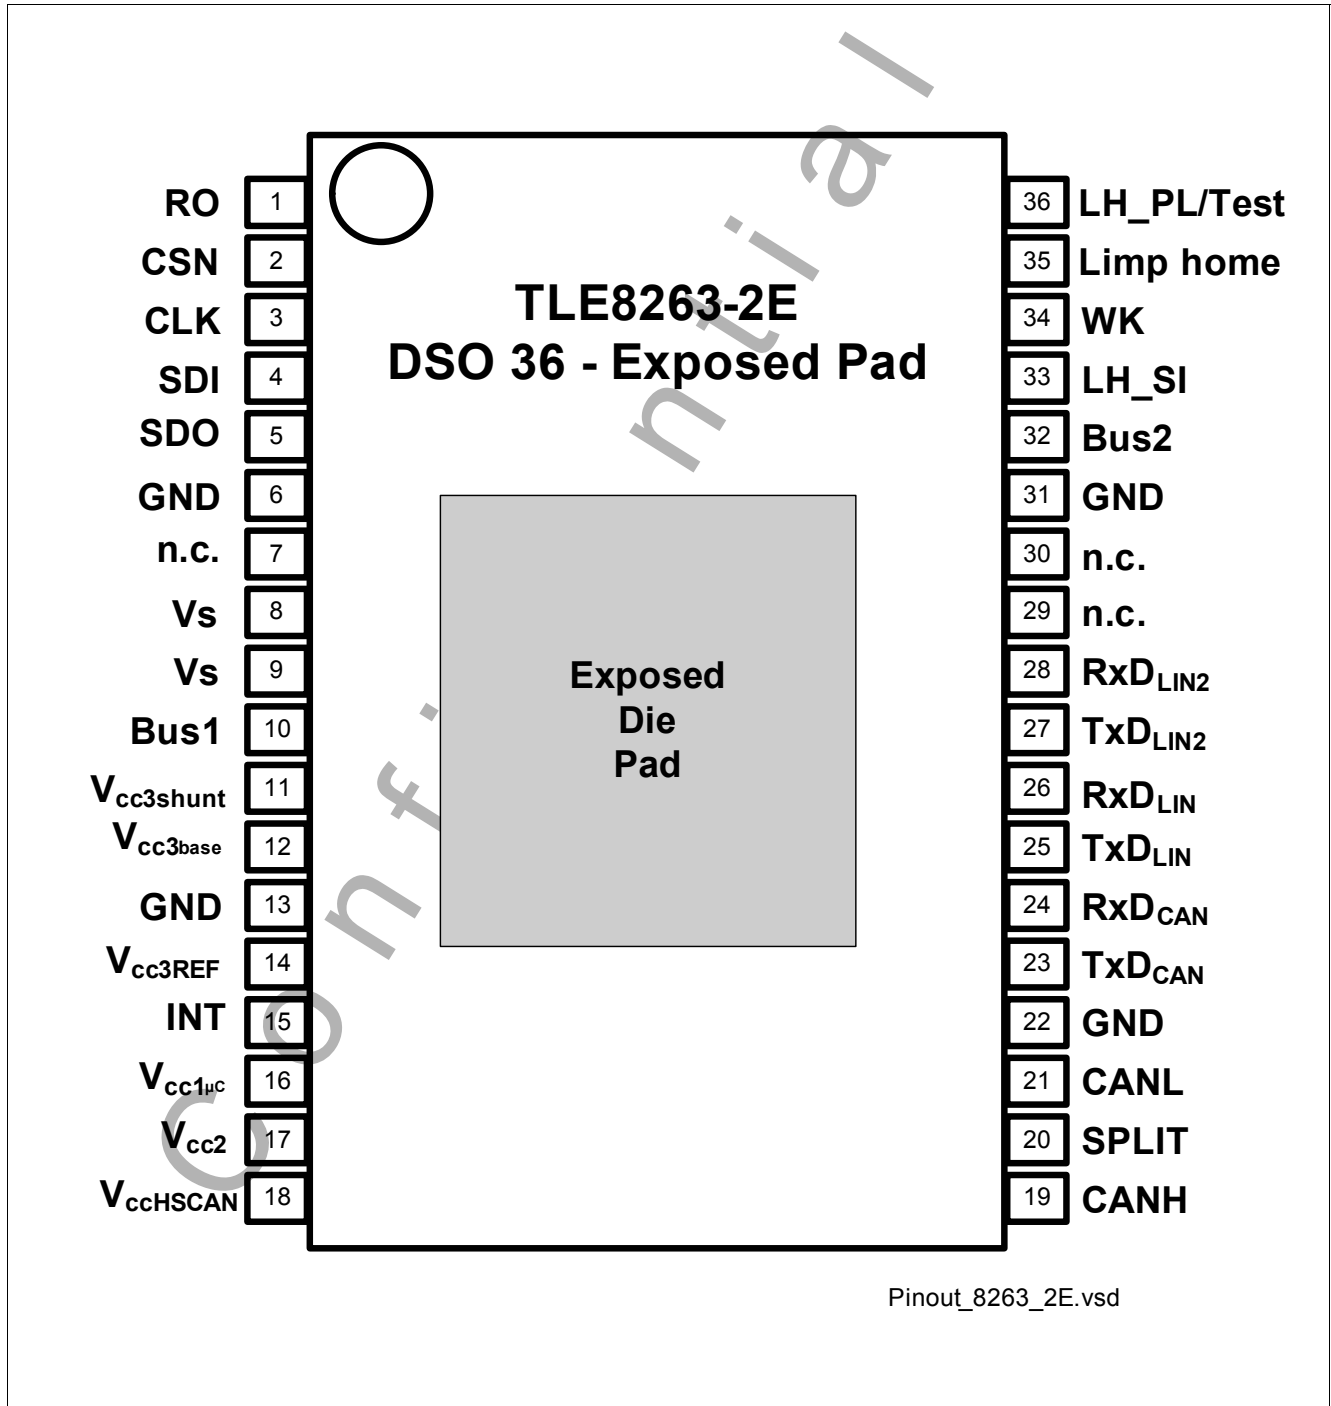 TLE8263-2E
DSO 36 - Exposed Pad
RO 1
CSN 2
CLK 3
SDI 4
SDO 5
GND 6
n.c. 7
Vs 8
Vs 9
Bus1 10
Vcc3shunt 11
Vcc3base 12
GND 13
Vcc3REF 14
INT 15
Vcc1µC 16
Vcc2 17
VccHSCAN 18
36 LH_PL/Test
35 Limp home
34 WK
33 LH_SI
32 Bus2
31 GND
30 n.c.
29 n.c.
28 RxDLIN2
27 TxDLIN2
26 RxDLIN
25 TxDLIN
24 RxDCAN
23 TxDCAN
22 GND
21 CANL
20 SPLIT
19 CANH
Exposed
Die
Pad
Confi ntial
Pinout_8263_2E.vsd